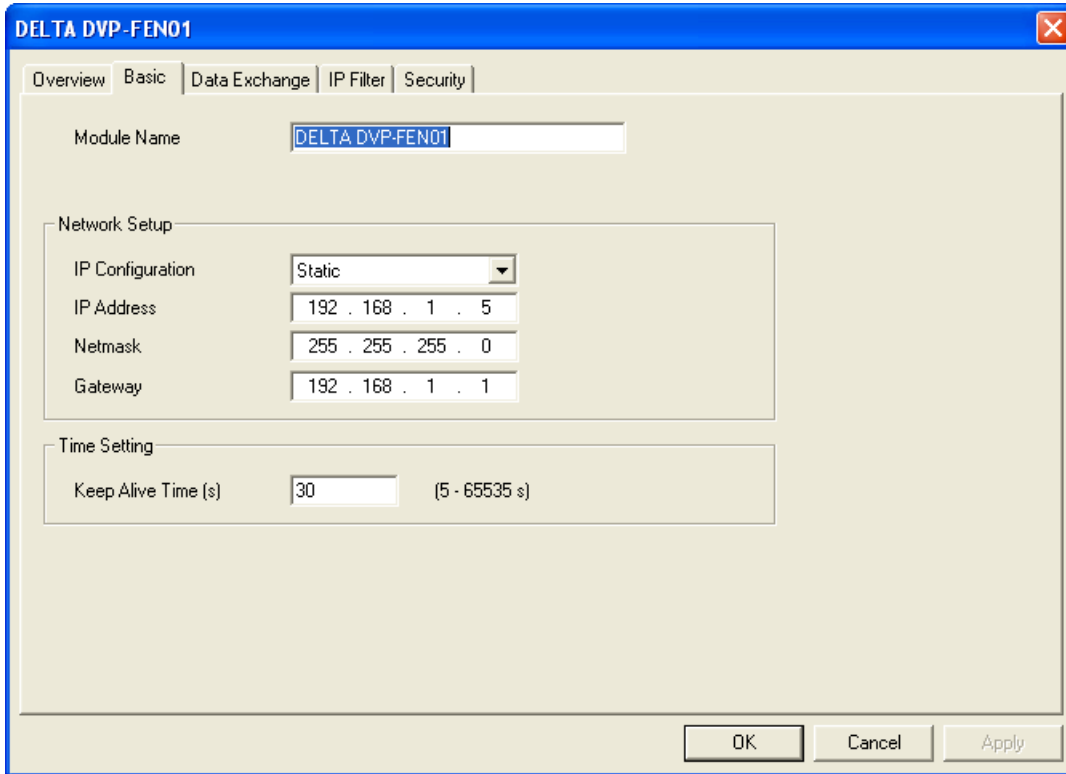 DELTA DVP-FEN01
Overview Basic Data Exchange IP Filter Security
Module Name DELTA DVP-FEN01
Network Setup
IP Configuration Static
IP Address 192 . 168 . 1 . 5
Netmask 255 . 255 . 255 . 0
Gateway 192 . 168 . 1 . 1
Time Setting
Keep Alive Time (s) 30 (5 - 65535 s)
OK Cancel Apply